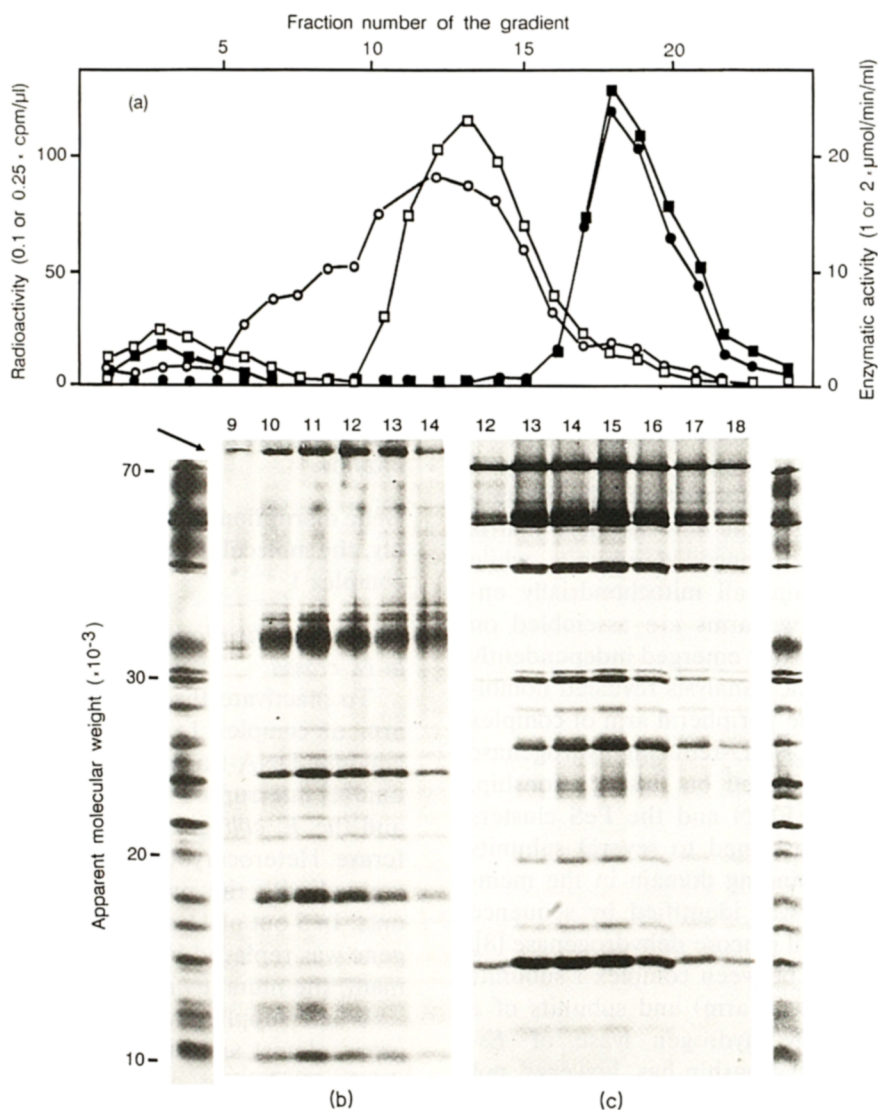 Fraction number of the gradient
5 10 15 20
(a)
Radioactivity (0.1 or 0.25 · cpm/µl)
100
50
0
Enzymatic activity (1 or 2 · µmol/min/ml)
20
10
0
9 10 11 12 13 14
12 13 14 15 16 17 18
Apparent molecular weight (·10⁻³)
70
30
20
10
(b)
(c)